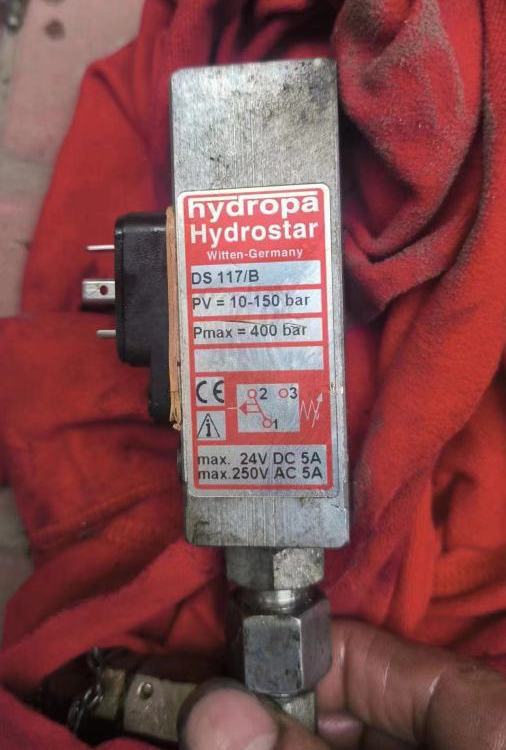 hydropa
Hydrostar
Witten-Germany
DS 117/B
PV = 10-150 bar
Pmax = 400 bar
CE
2 3
i
1
max. 24V DC 5A
max.250V AC 5A